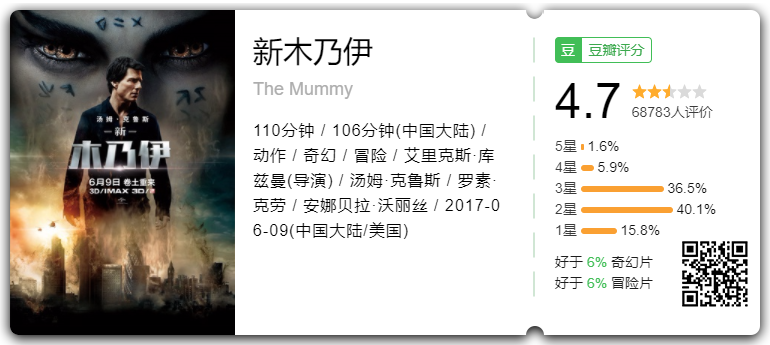 汤姆·克鲁斯
新
木乃伊
6月9日 卷土重来
3D/IMAX 3D/
新木乃伊
The Mummy
110分钟 / 106分钟(中国大陆) /
动作 / 奇幻 / 冒险 / 艾里克斯·库
兹曼(导演) / 汤姆·克鲁斯 / 罗素·
克劳 / 安娜贝拉·沃丽丝 / 2017-0
6-09(中国大陆/美国)
豆 豆瓣评分
4.7
68783人评价
5星 1.6%
4星 5.9%
3星 36.5%
2星 40.1%
1星 15.8%
好于 6% 奇幻片
好于 6% 冒险片